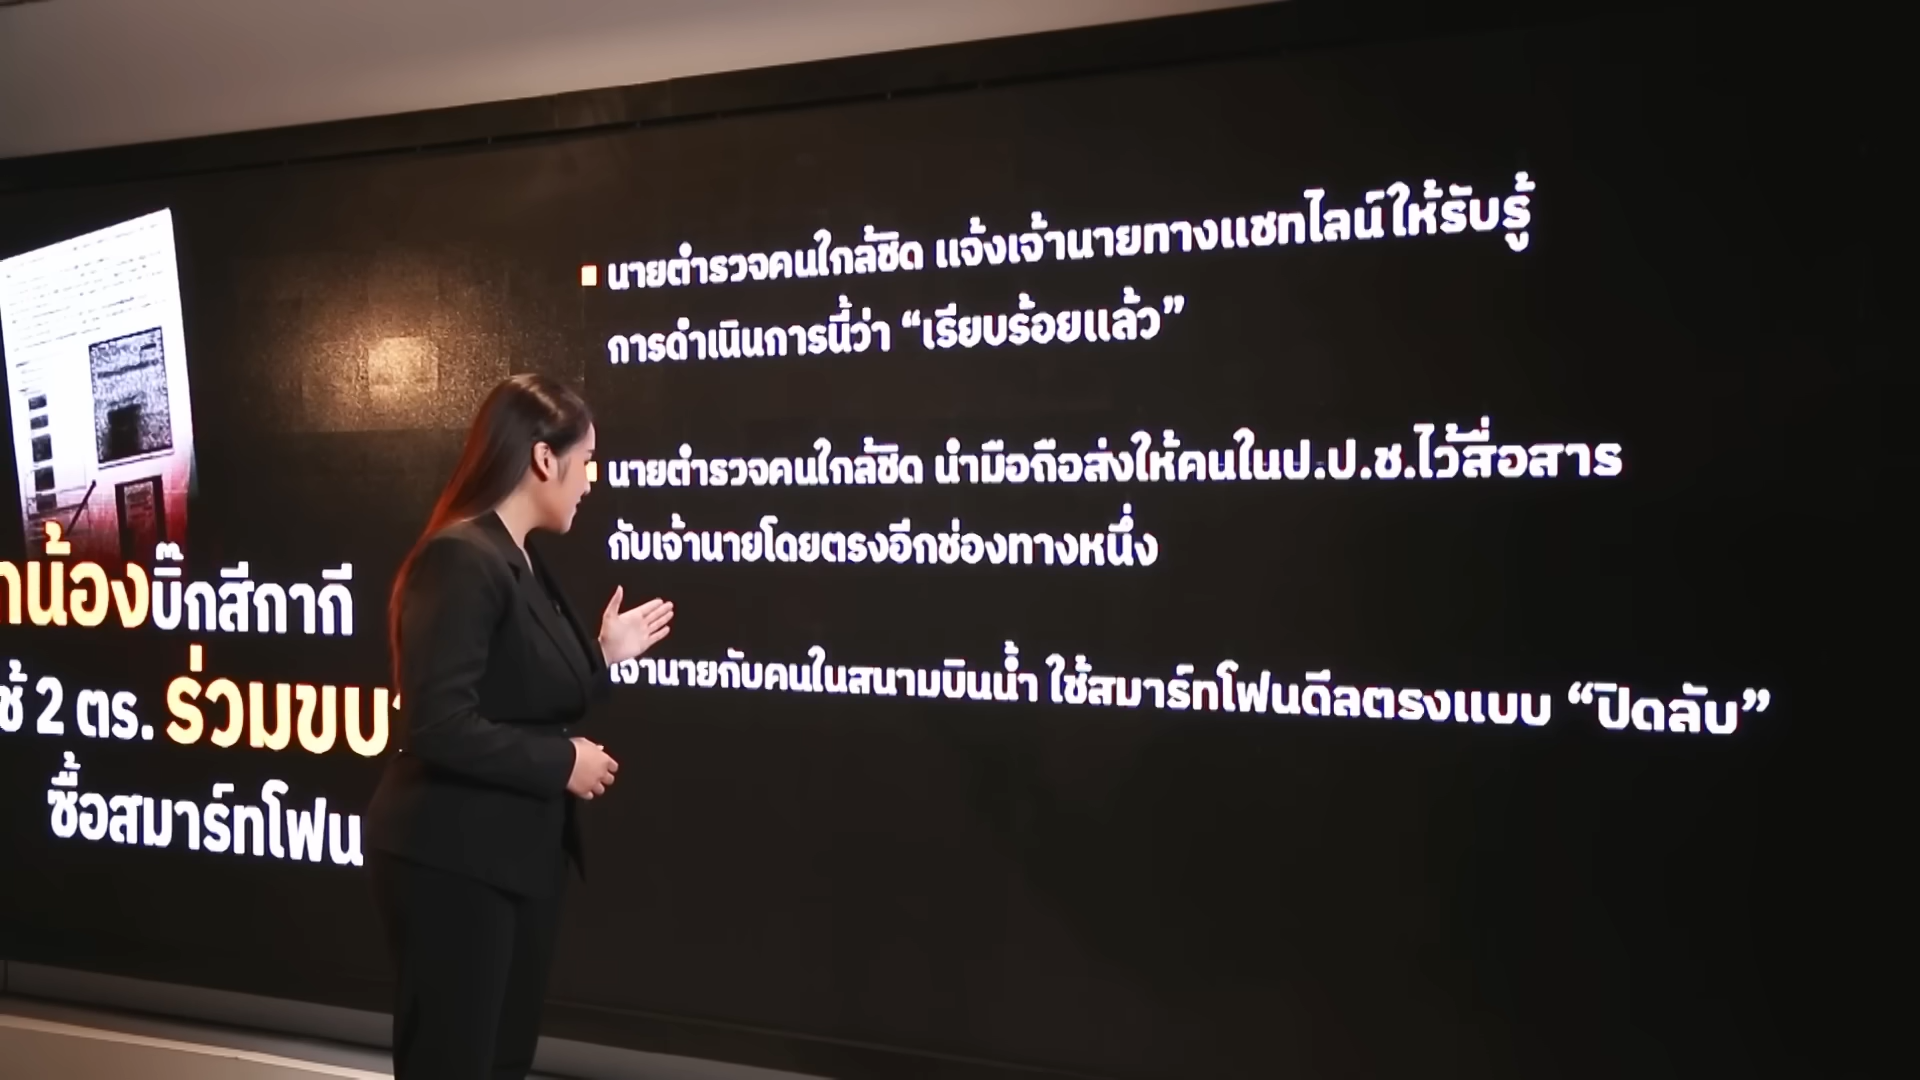 น้องบิ๊กสีกากี
2 ตร. ร่วมขบ
ซื้อสมาร์ทโฟน
นายตำรวจคนใกล้ชิด แจ้งเจ้านายทางแชทไลน์ให้รับรู้
การดำเนินการนี้ว่า “เรียบร้อยแล้ว”
นายตำรวจคนใกล้ชิด นำมือถือส่งให้คนในป.ป.ช.ไว้สื่อสาร
กับเจ้านายโดยตรงอีกช่องทางหนึ่ง
เจ้านายกับคนในสนามบินน้ำ ใช้สมาร์ทโฟนดีลตรงแบบ “ปิดลับ”